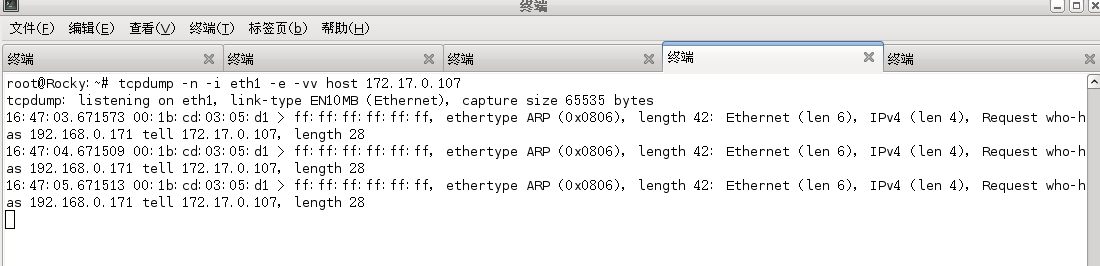 终端
文件(F) 编辑(E) 查看(V) 终端(T) 标签页(b) 帮助(H)
终端 终端 终端 终端 终端
root@Rocky:~# tcpdump -n -i eth1 -e -vv host 172.17.0.107
tcpdump: listening on eth1, link-type EN10MB (Ethernet), capture size 65535 bytes
16:47:03.671573 00:1b:cd:03:05:d1 > ff:ff:ff:ff:ff:ff, ethertype ARP (0x0806), length 42: Ethernet (len 6), IPv4 (len 4), Request who-h
as 192.168.0.171 tell 172.17.0.107, length 28
16:47:04.671509 00:1b:cd:03:05:d1 > ff:ff:ff:ff:ff:ff, ethertype ARP (0x0806), length 42: Ethernet (len 6), IPv4 (len 4), Request who-h
as 192.168.0.171 tell 172.17.0.107, length 28
16:47:05.671513 00:1b:cd:03:05:d1 > ff:ff:ff:ff:ff:ff, ethertype ARP (0x0806), length 42: Ethernet (len 6), IPv4 (len 4), Request who-h
as 192.168.0.171 tell 172.17.0.107, length 28